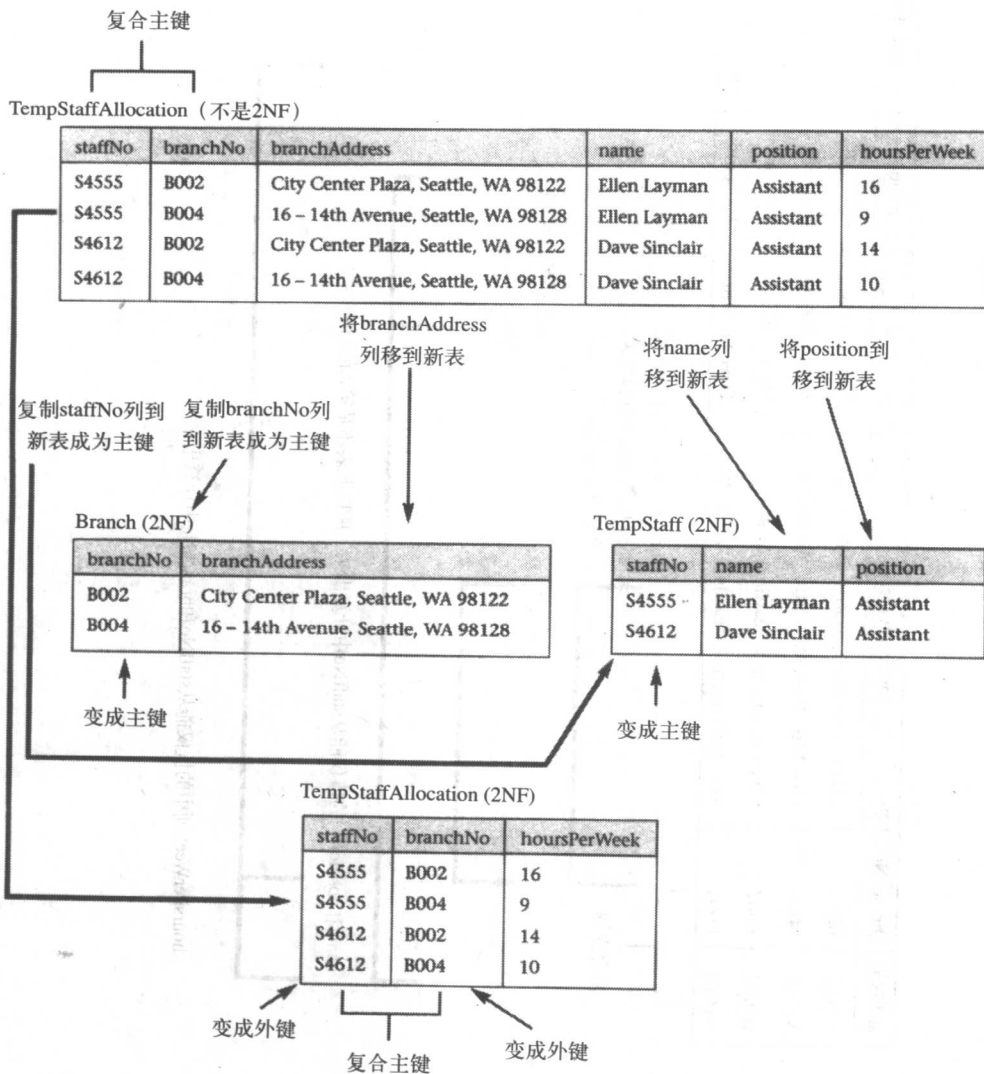 复合主键
TempStaffAllocation（不是2NF）
staffNo branchNo branchAddress name position hoursPerWeek
S4555 B002 City Center Plaza, Seattle, WA 98122 Ellen Layman Assistant 16
S4555 B004 16 – 14th Avenue, Seattle, WA 98128 Ellen Layman Assistant 9
S4612 B002 City Center Plaza, Seattle, WA 98122 Dave Sinclair Assistant 14
S4612 B004 16 – 14th Avenue, Seattle, WA 98128 Dave Sinclair Assistant 10
将branchAddress
列移到新表
将name列
移到新表
将position到
移到新表
复制staffNo列到
新表成为主键
复制branchNo列
到新表成为主键
Branch (2NF)
branchNo branchAddress
B002 City Center Plaza, Seattle, WA 98122
B004 16 – 14th Avenue, Seattle, WA 98128
变成主键
TempStaff (2NF)
staffNo name position
S4555 Ellen Layman Assistant
S4612 Dave Sinclair Assistant
变成主键
TempStaffAllocation (2NF)
staffNo branchNo hoursPerWeek
S4555 B002 16
S4555 B004 9
S4612 B002 14
S4612 B004 10
变成外键
复合主键
变成外键